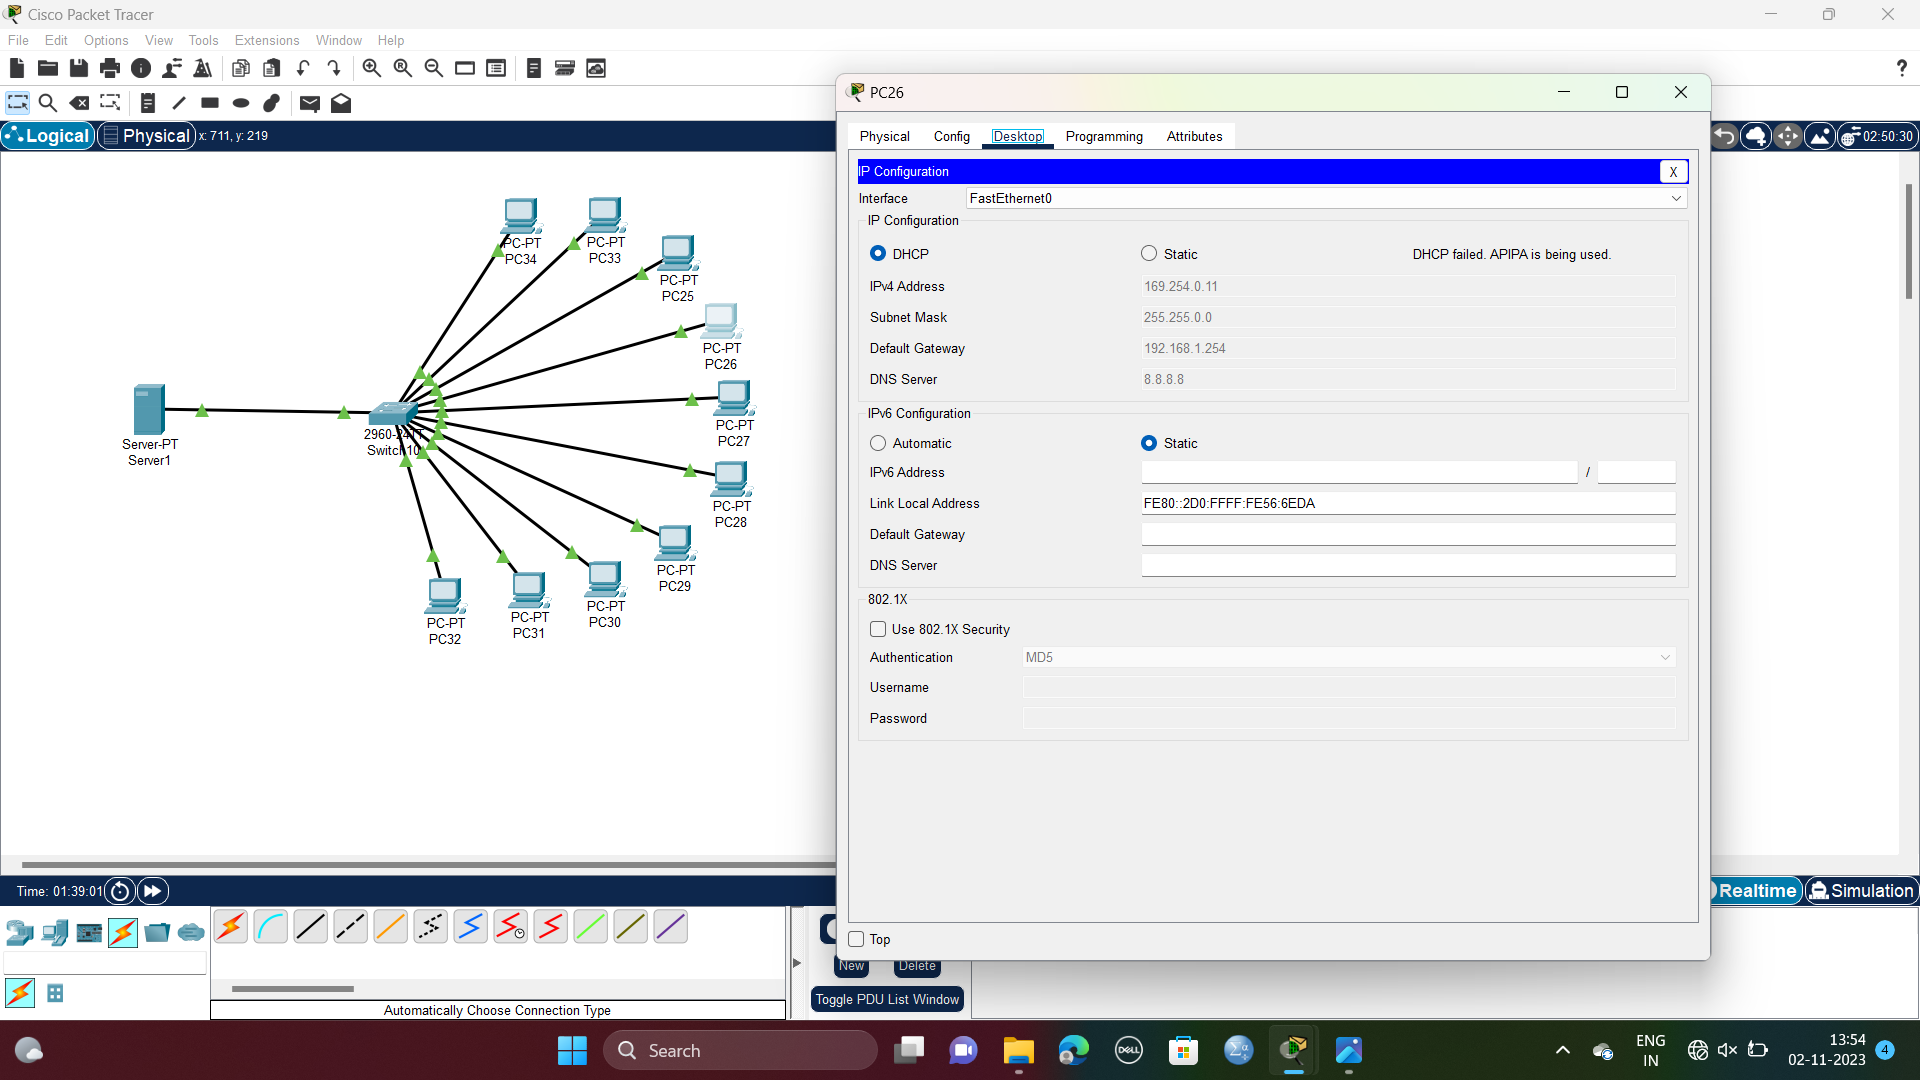 Cisco Packet Tracer
File Edit Options View Tools Extensions Window Help
Logical Physical x: 711, y: 219
02:50:30
PC-PT
PC34
PC-PT
PC33
PC-PT
PC25
PC-PT
PC26
PC-PT
PC27
PC-PT
PC28
PC-PT
PC29
PC-PT
PC30
PC-PT
PC31
PC-PT
PC32
Server-PT
Server1
2960-24TT
Switch10
PC26
Physical Config Desktop Programming Attributes
IP Configuration X
Interface FastEthernet0
IP Configuration
DHCP Static DHCP failed. APIPA is being used.
IPv4 Address 169.254.0.11
Subnet Mask 255.255.0.0
Default Gateway 192.168.1.254
DNS Server 8.8.8.8
IPv6 Configuration
Automatic Static
IPv6 Address /
Link Local Address FE80::2D0:FFFF:FE56:6EDA
Default Gateway
DNS Server
802.1X
Use 802.1X Security
Authentication MD5
Username
Password
Top
Time: 01:39:01
Realtime Simulation
New Delete
Toggle PDU List Window
Automatically Choose Connection Type
Search
DELL
Σα
ENG
IN
13:54
02-11-2023
4